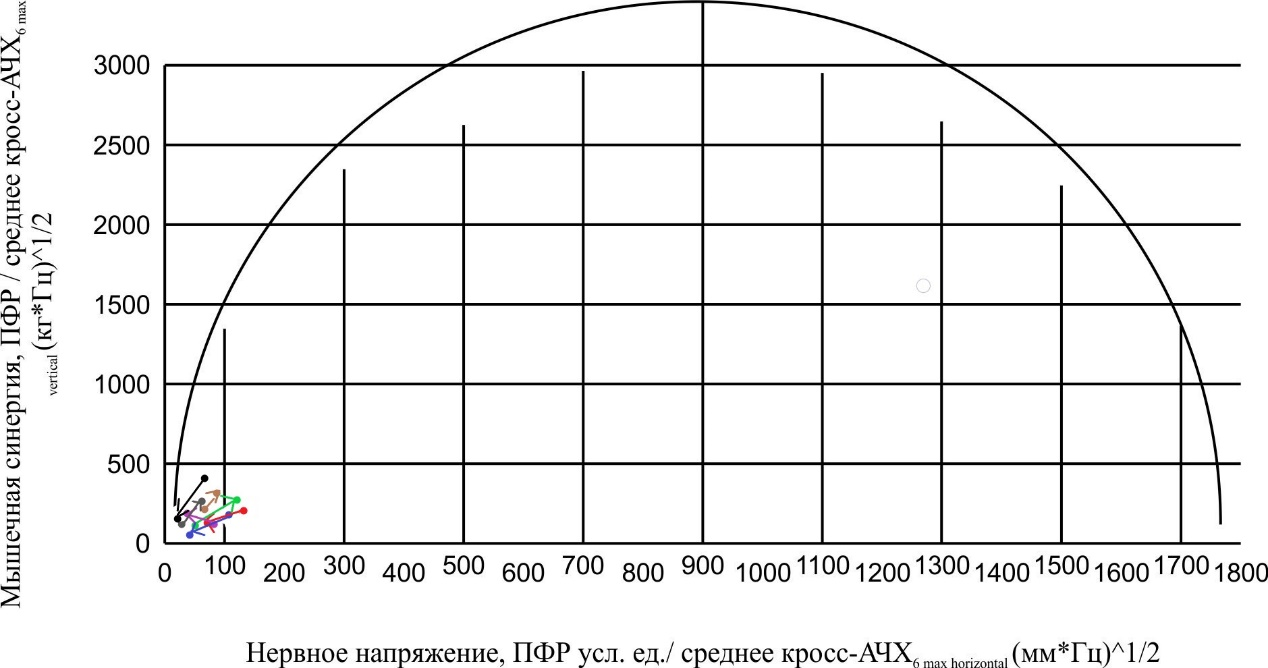 Мышечная синергия, ПФР / среднее кросс-АЧХ6 max
vertical (кг*Гц)^1/2
3000
2500
2000
1500
1000
500
0
0 100 200 300 400 500 600 700 800 900 1000 1100 1200 1300 1400 1500 1600 1700 1800
Нервное напряжение, ПФР усл. ед./ среднее кросс-АЧХ6 max horizontal (мм*Гц)^1/2